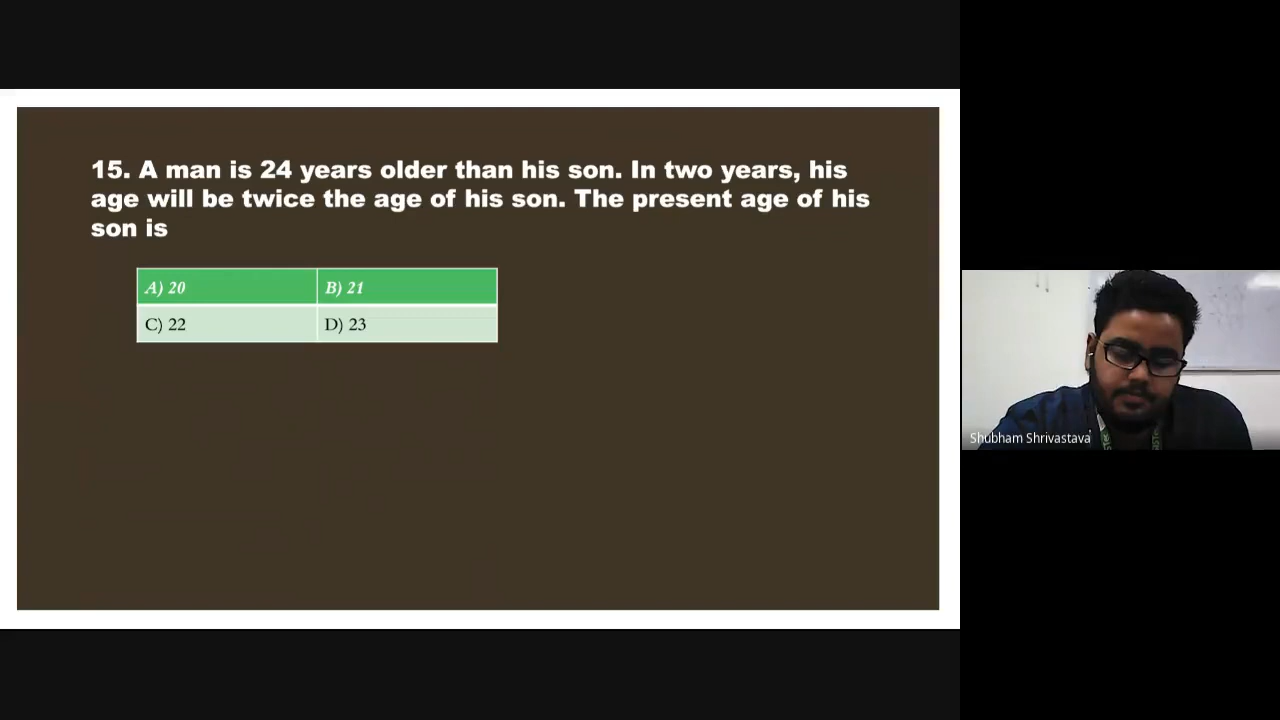 15. A man is 24 years older than his son. In two years, his
age will be twice the age of his son. The present age of his
son is
A) 20 B) 21
C) 22 D) 23
Shubham Shrivastava